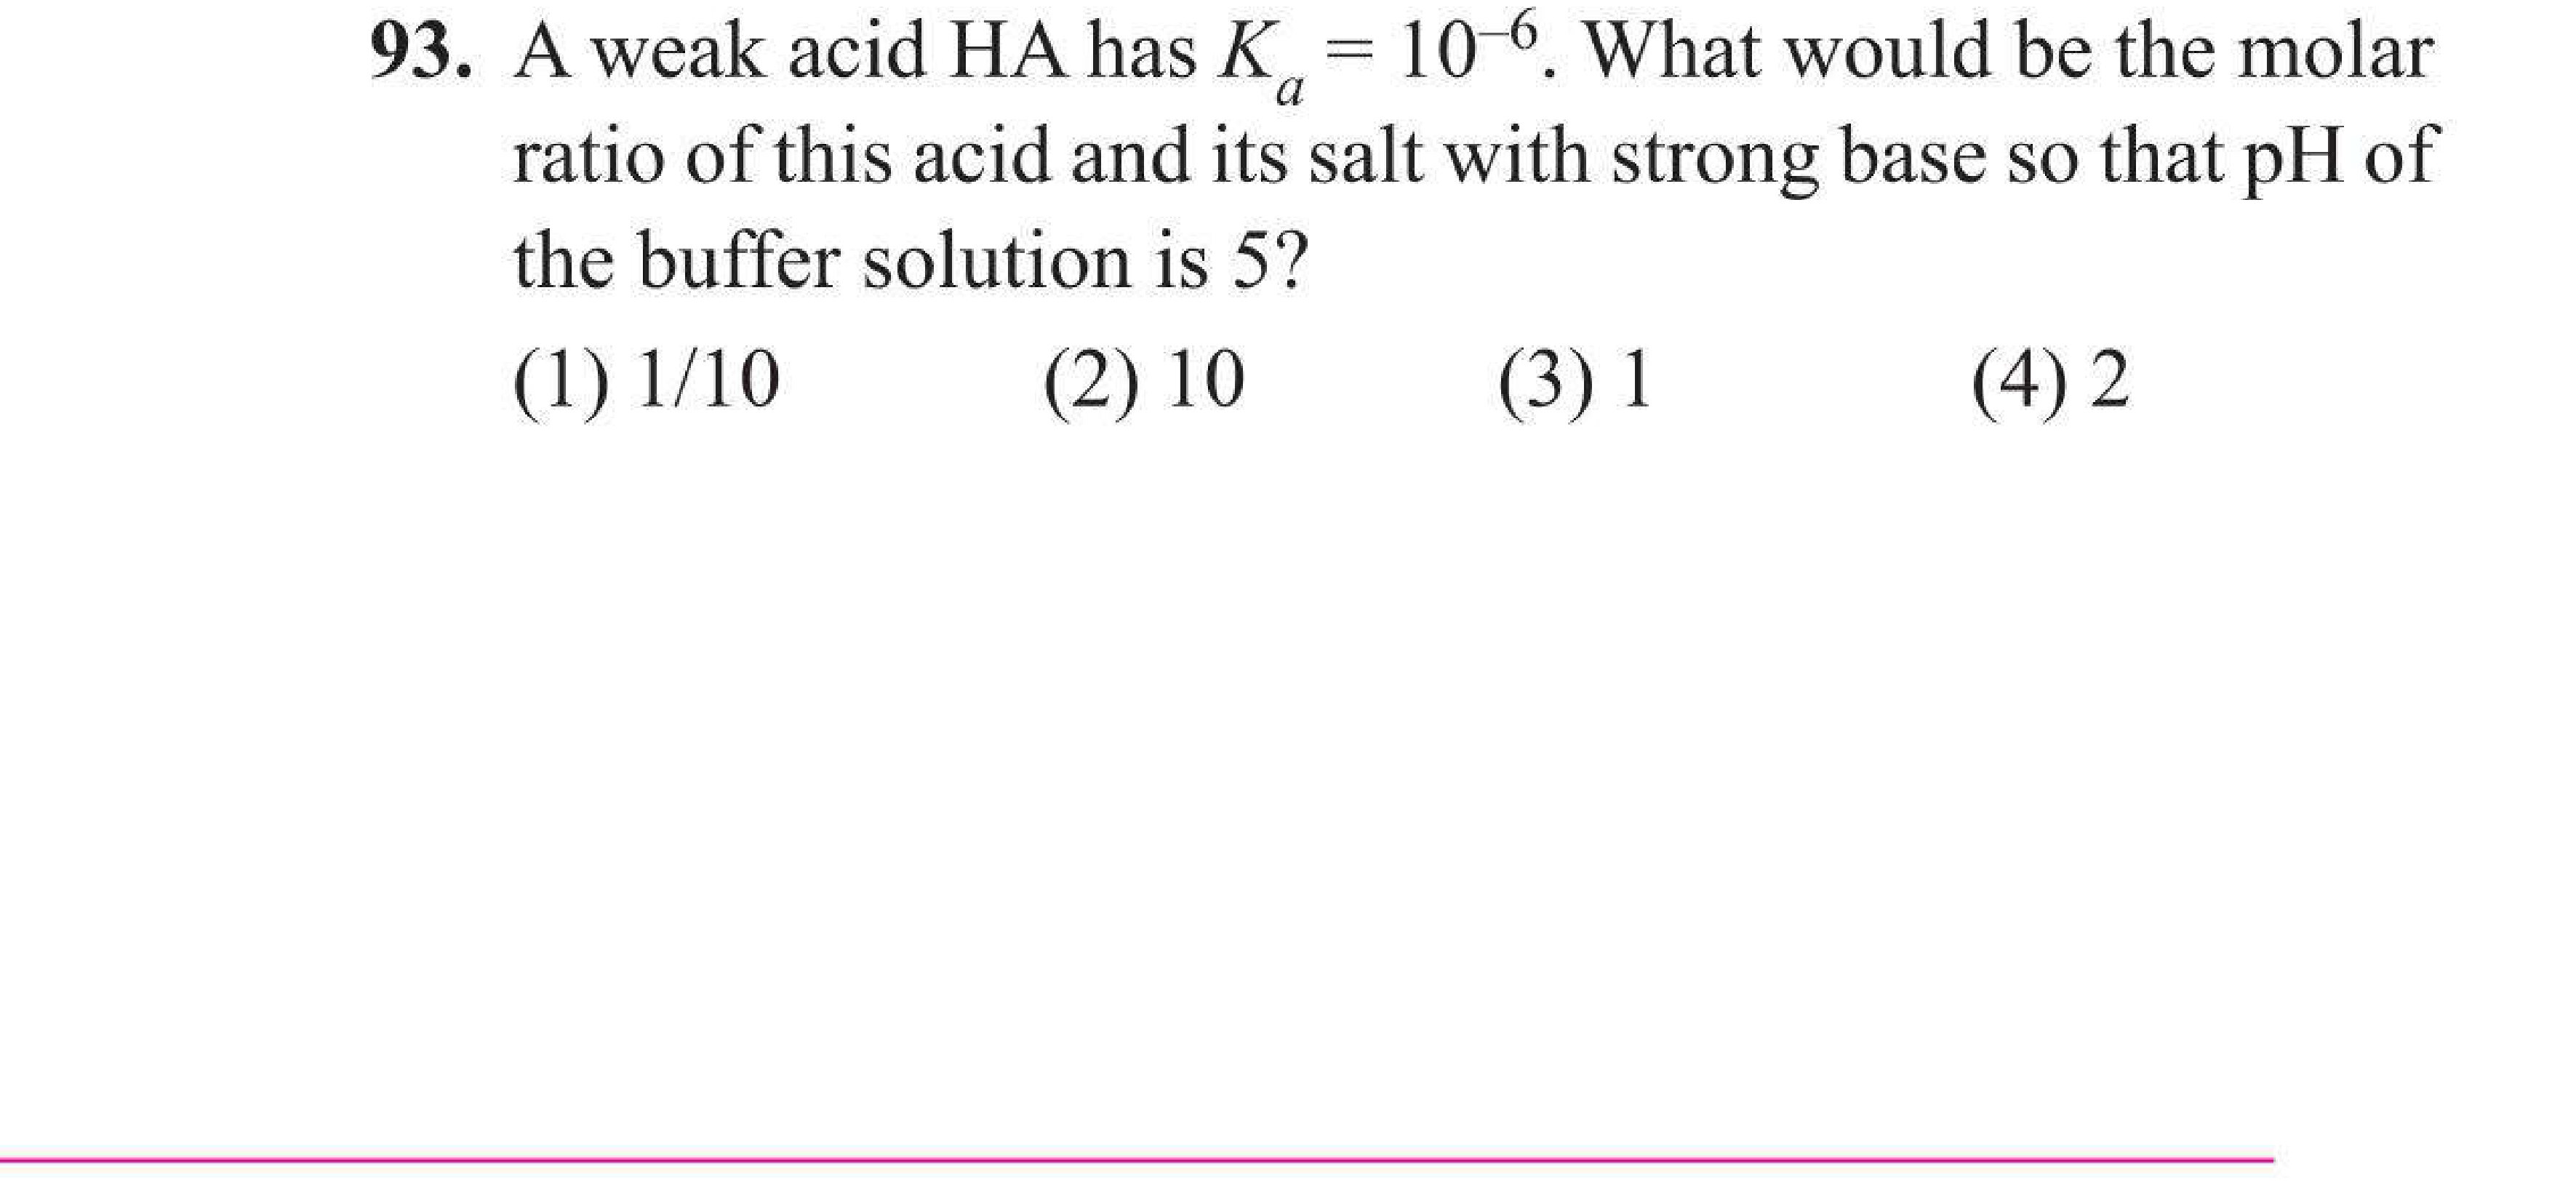 93. A weak acid HA has Kₐ = 10⁻⁶. What would be the molar
ratio of this acid and its salt with strong base so that pH of
the buffer solution is 5?
(1) 1/10 (2) 10 (3) 1 (4) 2